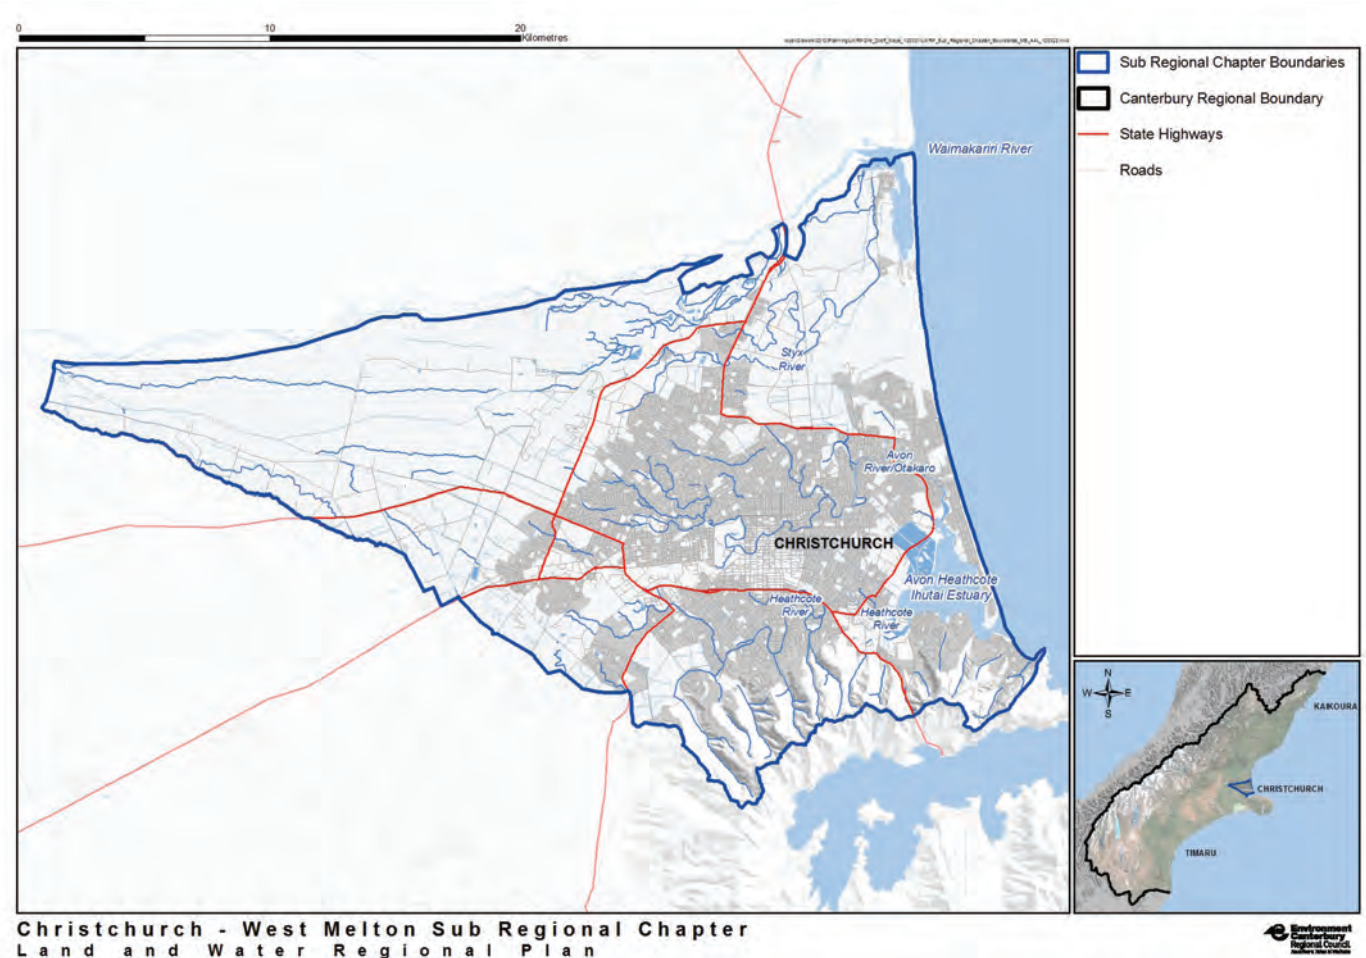 0 10 20
Kilometres
Sub Regional Chapter Boundaries
Canterbury Regional Boundary
State Highways
Roads
Waimakariri River
Styx
River
Avon
River/Otakaro
CHRISTCHURCH
Avon Heathcote
Ihutai Estuary
Heathcote
River
Heathcote
River
N
W E
S
KAIKOURA
CHRISTCHURCH
TIMARU
Christchurch - West Melton Sub Regional Chapter
Land and Water Regional Plan
Environment
Canterbury
Regional Council